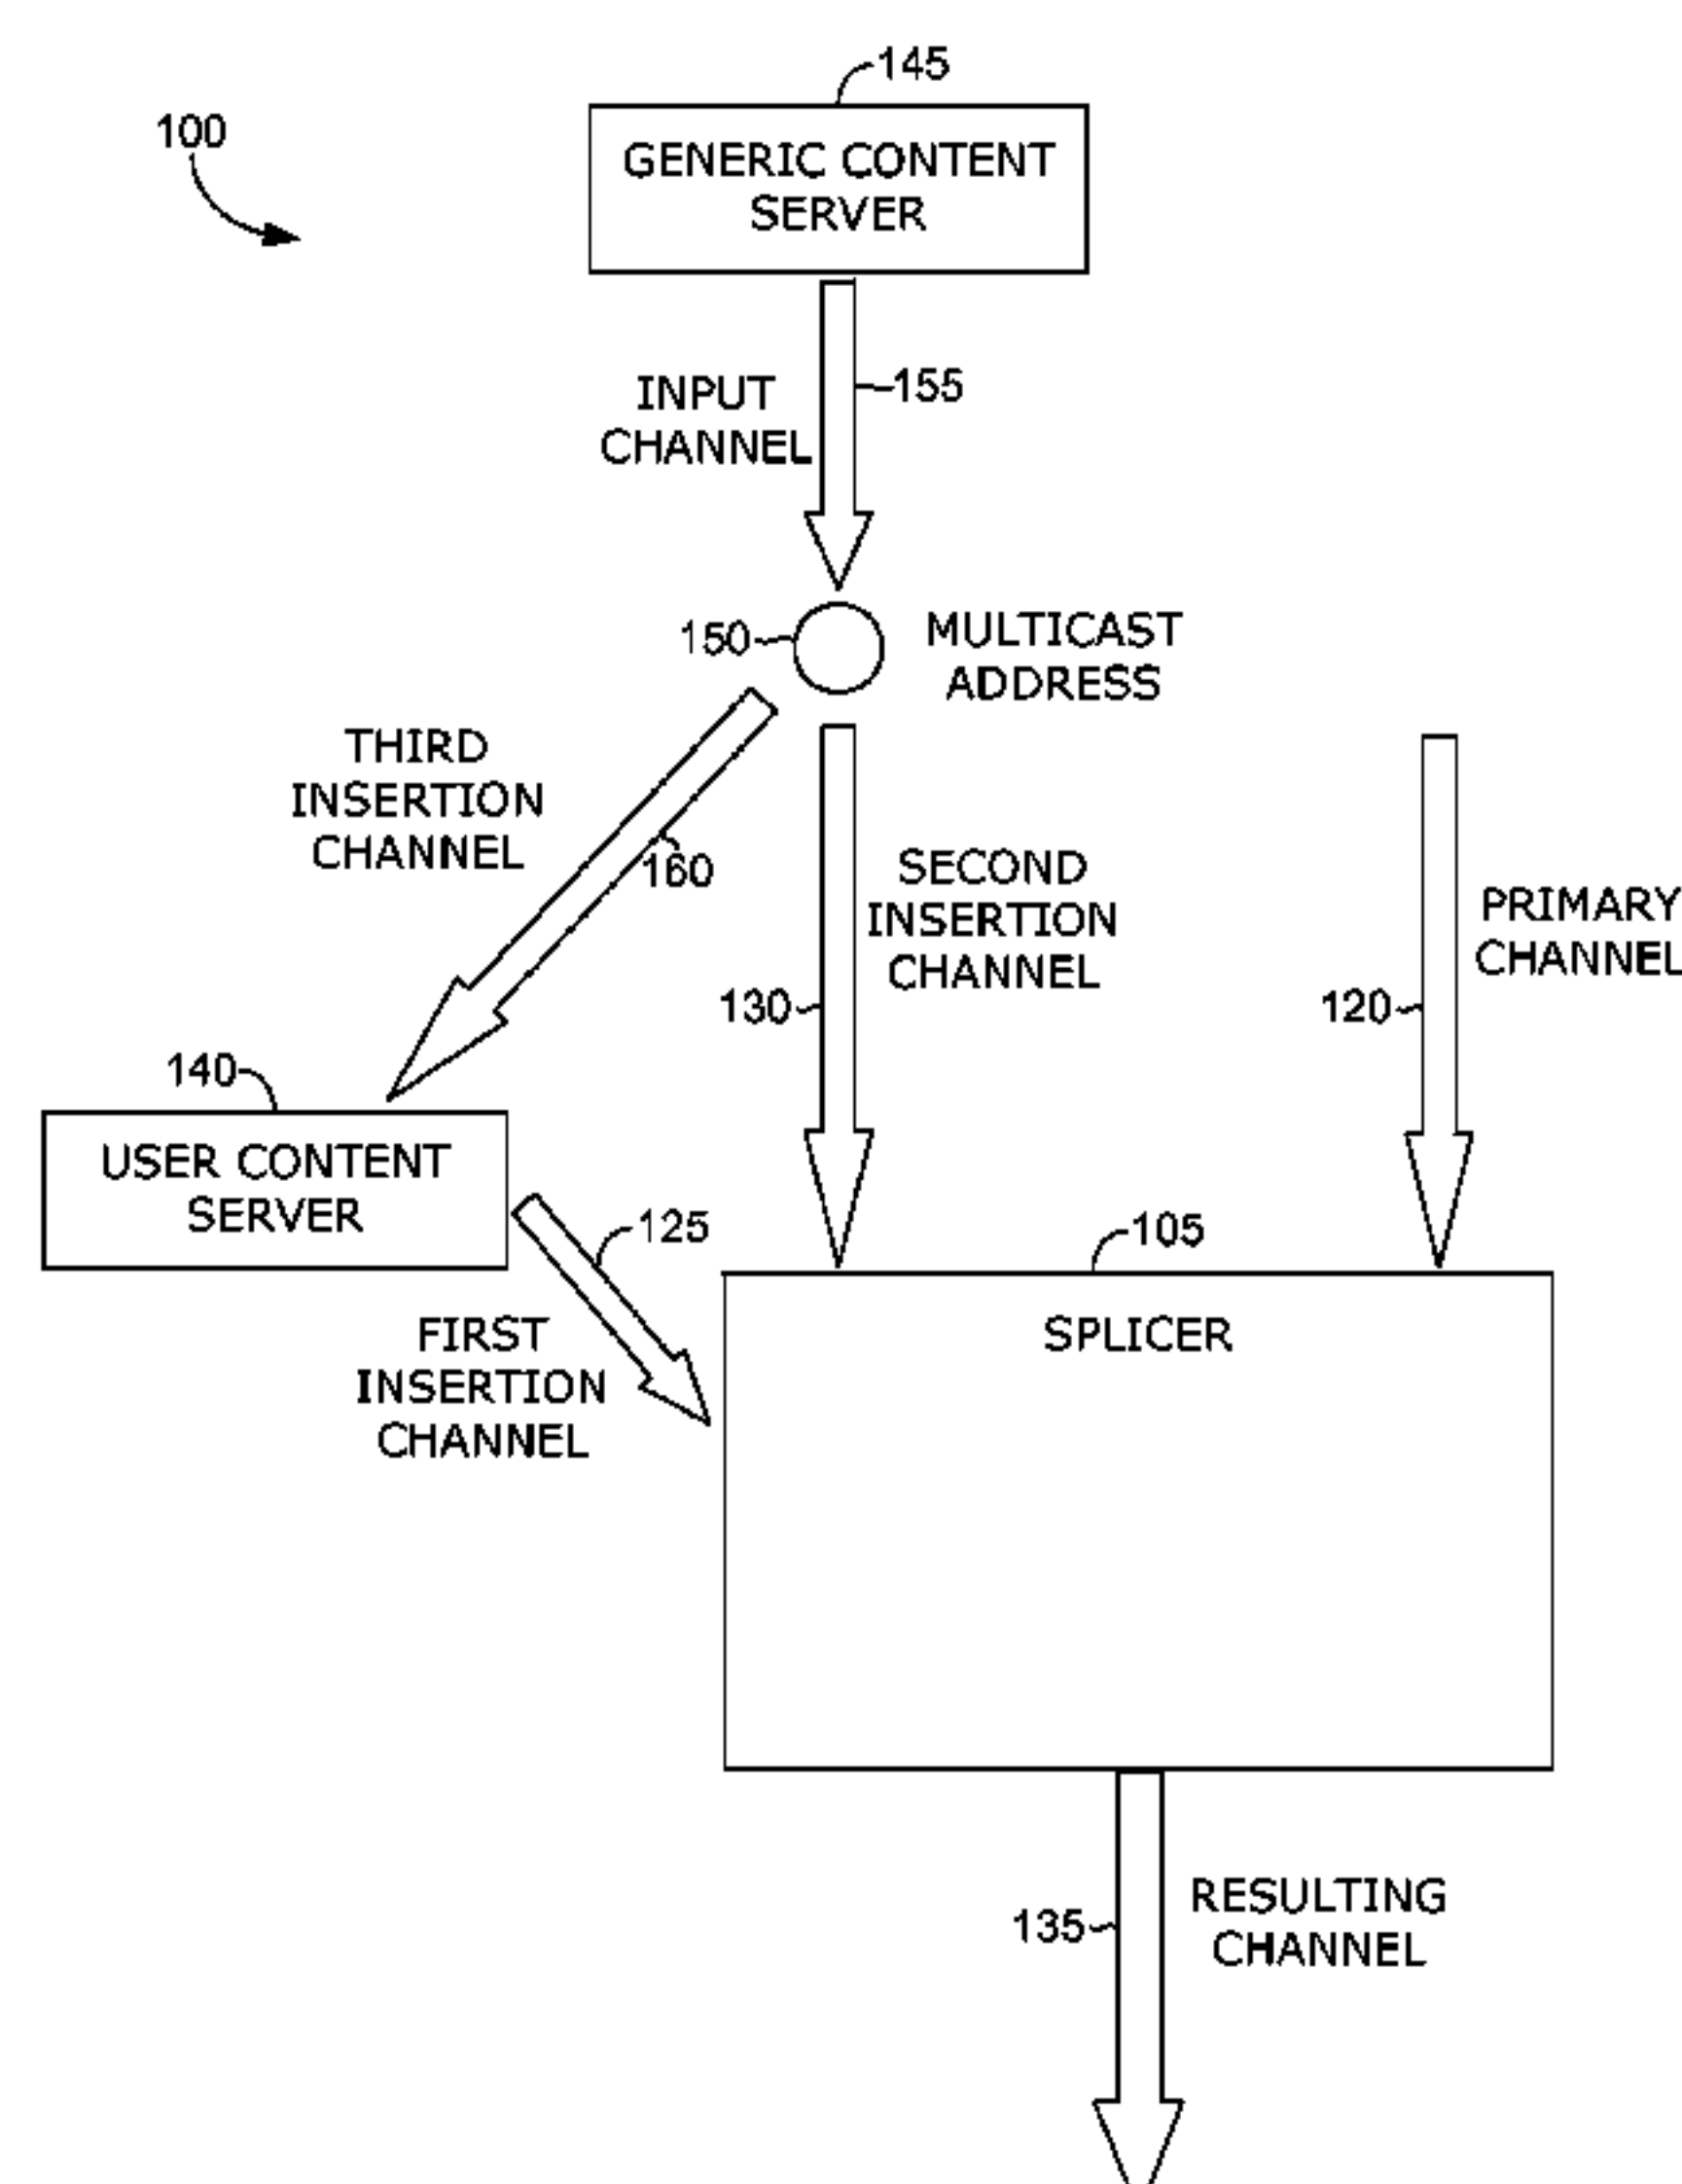 145
100
GENERIC CONTENT
SERVER
INPUT
CHANNEL
155
150
MULTICAST
ADDRESS
THIRD
INSERTION
CHANNEL
160
SECOND
INSERTION
CHANNEL
130
PRIMARY
CHANNEL
120
140
USER CONTENT
SERVER
125
FIRST
INSERTION
CHANNEL
105
SPLICER
135
RESULTING
CHANNEL